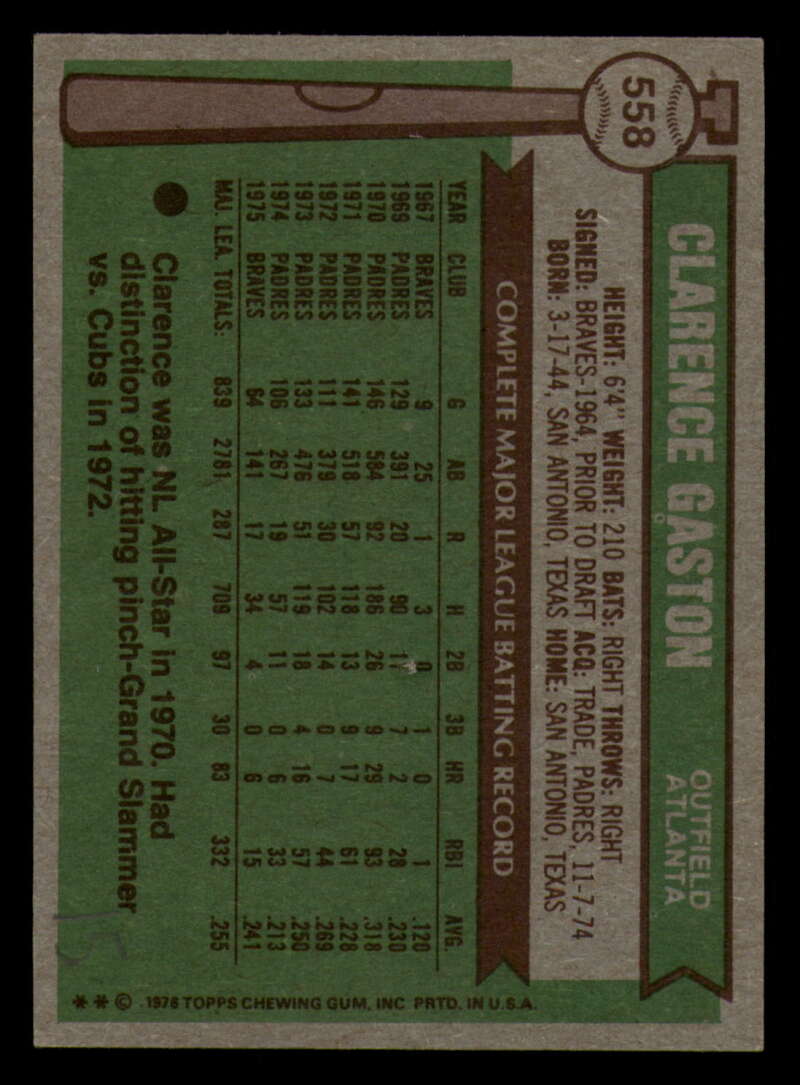 558
CLARENCE GASTON
OUTFIELD
ATLANTA
HEIGHT: 6'4" WEIGHT: 210 BATS: RIGHT THROWS: RIGHT
SIGNED: BRAVES-1964, PRIOR TO DRAFT ACQ: TRADE, PADRES, 11-7-74
BORN: 3-17-44, SAN ANTONIO, TEXAS HOME: SAN ANTONIO, TEXAS
COMPLETE MAJOR LEAGUE BATTING RECORD
YEAR CLUB G AB R H 2B 3B HR RBI AVG.
1967 BRAVES 9 25 1 3 0 1 0 1 .120
1969 PADRES 129 391 20 90 11 7 2 28 .230
1970 PADRES 146 584 92 186 26 9 29 93 .318
1971 PADRES 141 518 57 118 13 9 17 61 .228
1972 PADRES 111 379 30 102 14 0 7 44 .269
1973 PADRES 133 476 51 119 18 4 16 57 .250
1974 PADRES 106 267 19 57 11 0 6 33 .213
1975 BRAVES 64 141 17 34 4 0 6 15 .241
MAJ. LEA. TOTALS: 839 2781 287 709 97 30 83 332 .255
Clarence was NL All-Star in 1970. Had
distinction of hitting pinch-Grand Slammer
vs. Cubs in 1972.
15
** © 1976 TOPPS CHEWING GUM, INC PRTD. IN U.S.A.